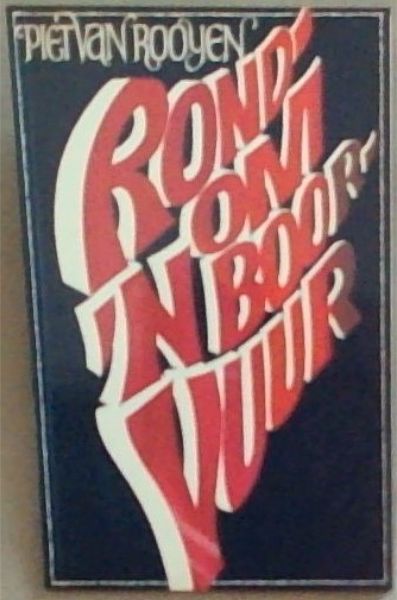 PIET VAN ROOYEN
ROND-
OM
'N BOOR-
VUUR